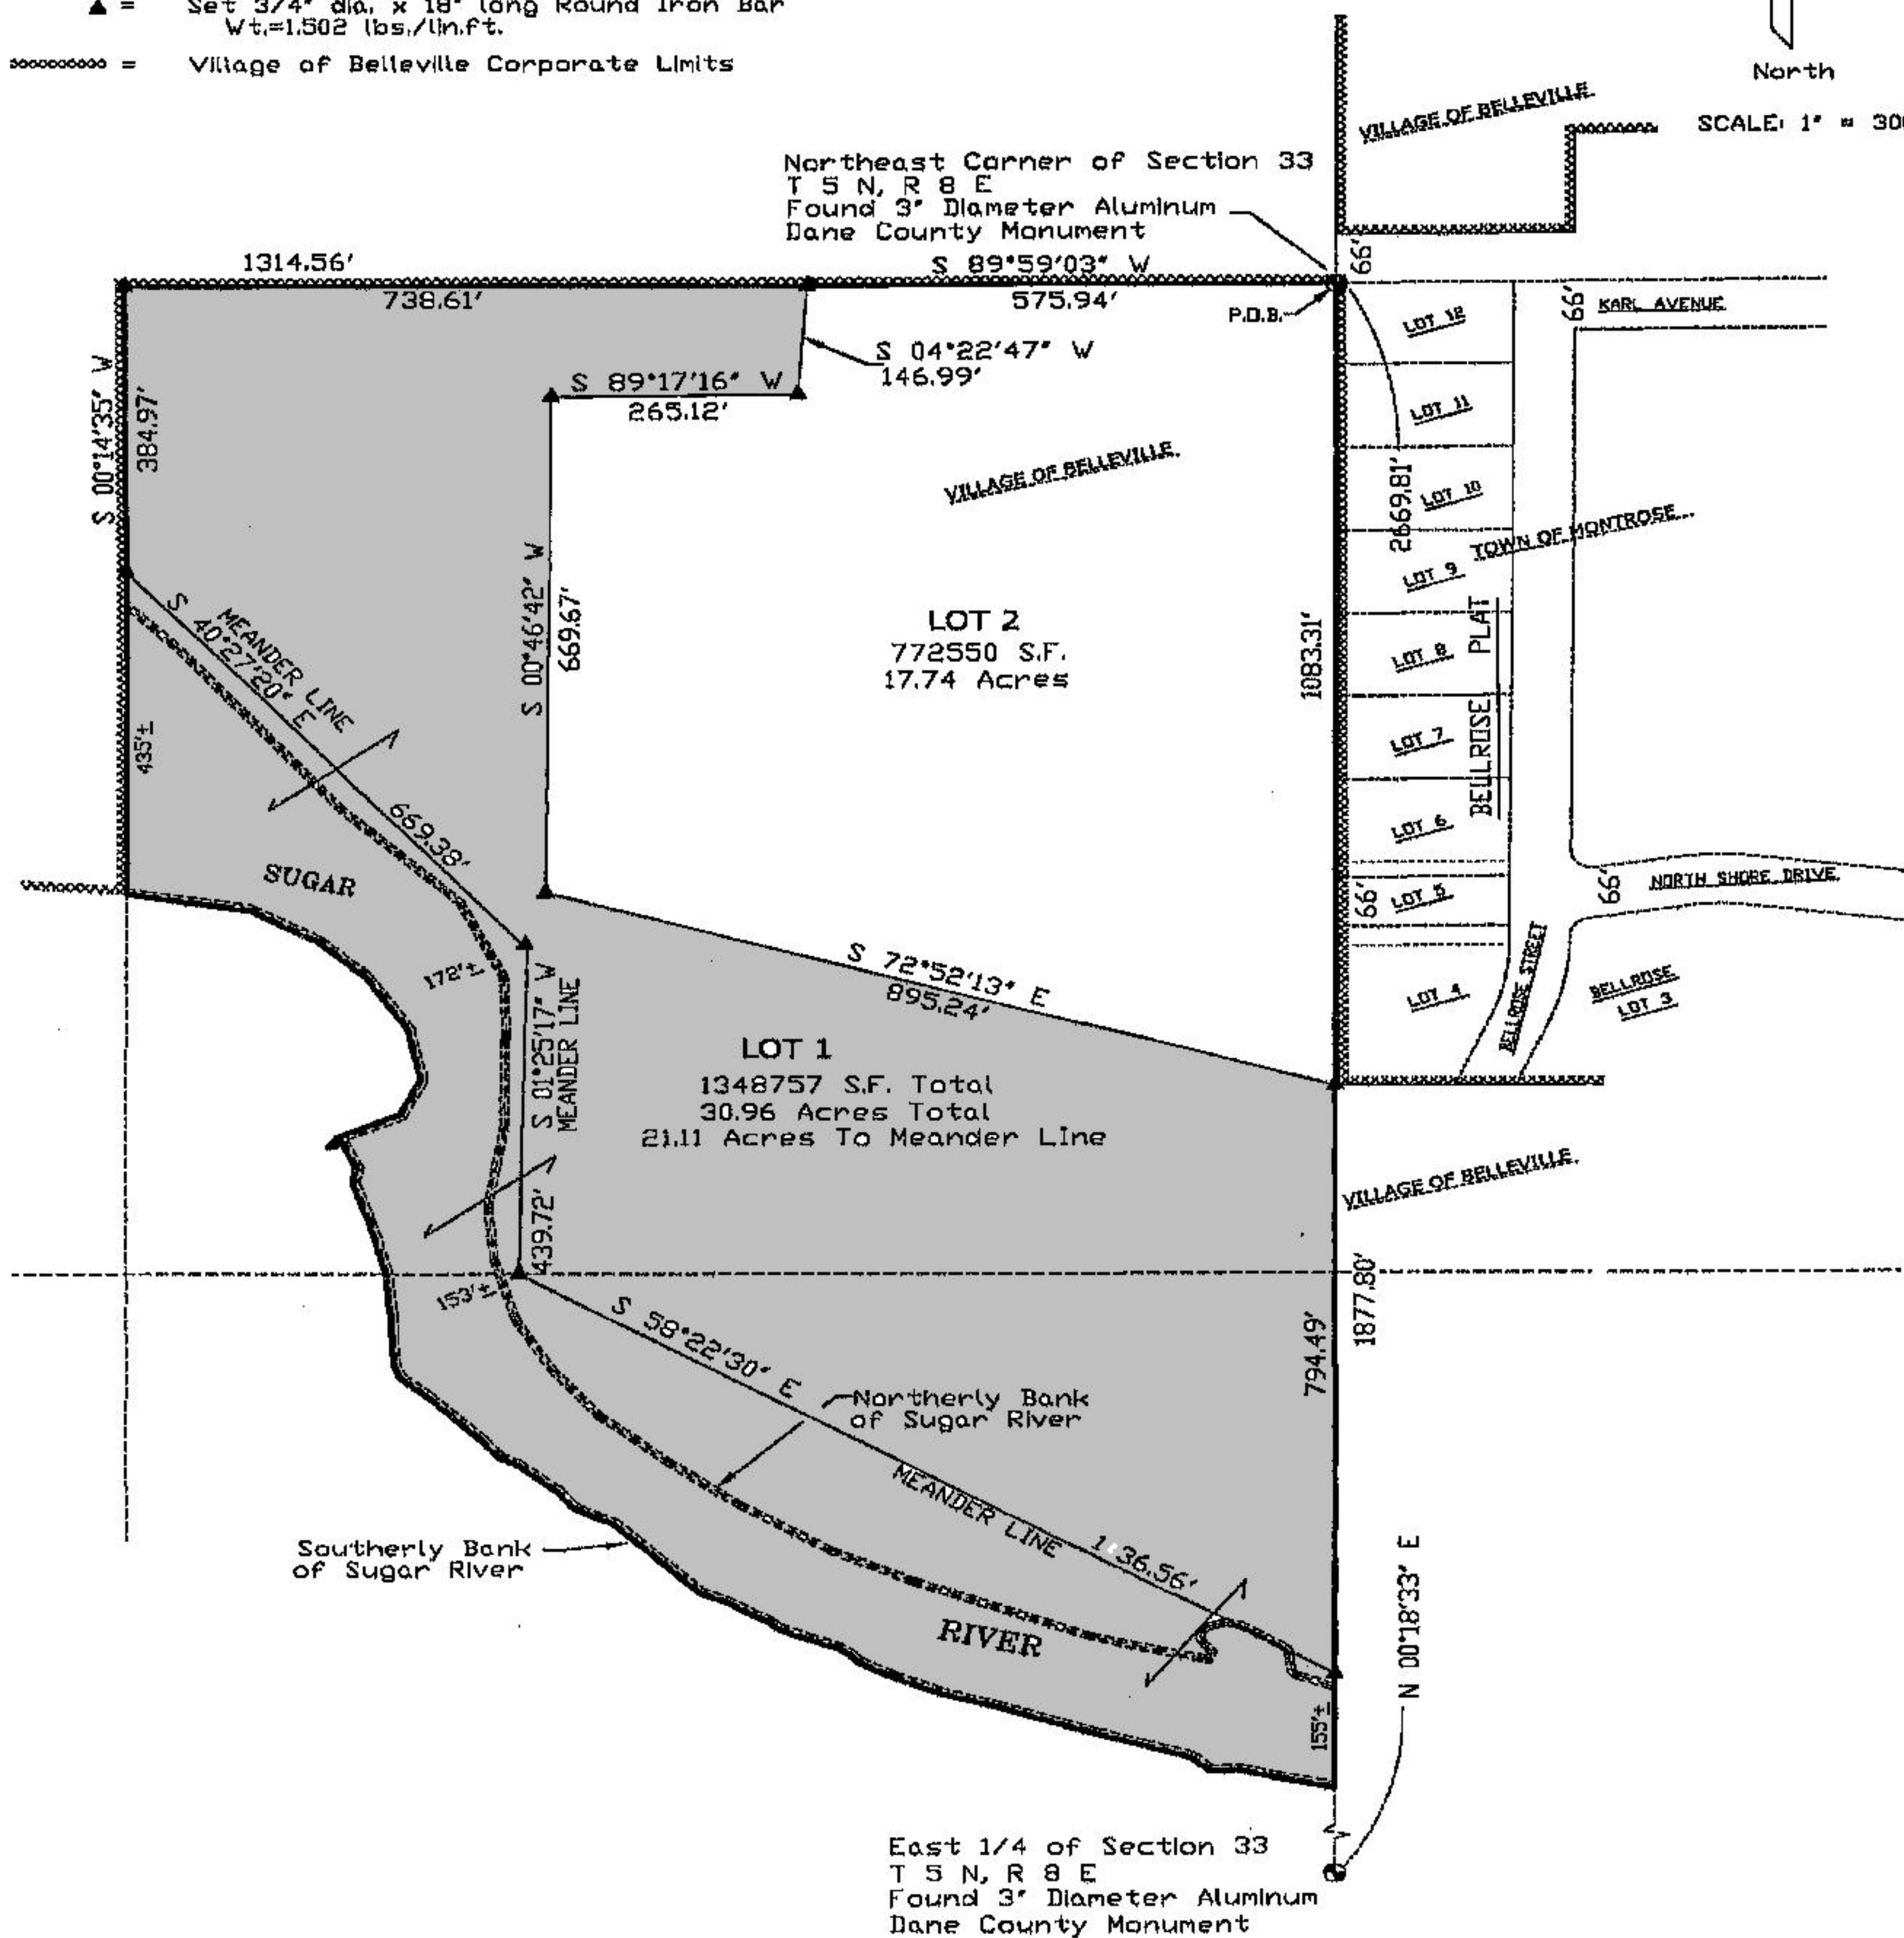 ▲ = Set 3/4" dia. x 18" long Round Iron Bar
Wt.=1.502 lbs./lin.ft.
= Village of Belleville Corporate Limits
North
SCALE: 1" = 30
VILLAGE OF BELLEVILLE
Northeast Corner of Section 33
T 5 N, R 8 E
Found 3" Diameter Aluminum
Dane County Monument
1314.56'
S 89°59'03" W
738.61'
575.94'
P.O.B.
66'
66'
KARL AVENUE
S 04°22'47" W
146.99'
S 89°17'16" W
265.12'
S 00°14'35" W
384.97'
VILLAGE OF BELLEVILLE
LOT 12
LOT 11
LOT 10
LOT 9
LOT 8
LOT 7
LOT 6
LOT 5
LOT 4
2669.81'
TOWN OF MONTROSE
BELLROSE PLAT
S 00°46'42" W
669.67'
LOT 2
772550 S.F.
17.74 Acres
1083.31'
MEANDER LINE
S 40°27'20" E
669.38'
435'±
SUGAR
66'
66'
NORTH SHORE DRIVE
BELLROSE STREET
BELLROSE
LOT 3
172'±
S 01°25'17" W
MEANDER LINE
439.72'
S 72°52'13" E
895.24'
LOT 1
1348757 S.F. Total
30.96 Acres Total
21.11 Acres To Meander Line
VILLAGE OF BELLEVILLE
153'±
S 58°22'30" E
794.49'
1877.80'
Northerly Bank
of Sugar River
MEANDER LINE
36.56'
Southerly Bank
of Sugar River
RIVER
N 00°18'33" E
155'±
East 1/4 of Section 33
T 5 N, R 8 E
Found 3" Diameter Aluminum
Dane County Monument